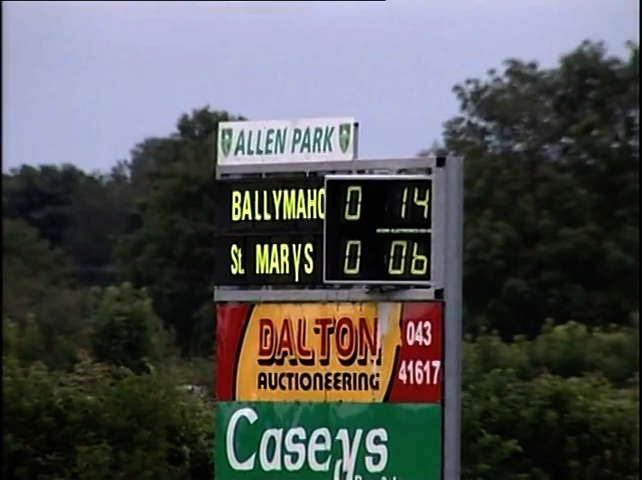 ALLEN PARK
BALLYMAHO 0 14
St. MARYS 0 06
DALTON 043
AUCTIONEERING 41617
Caseys